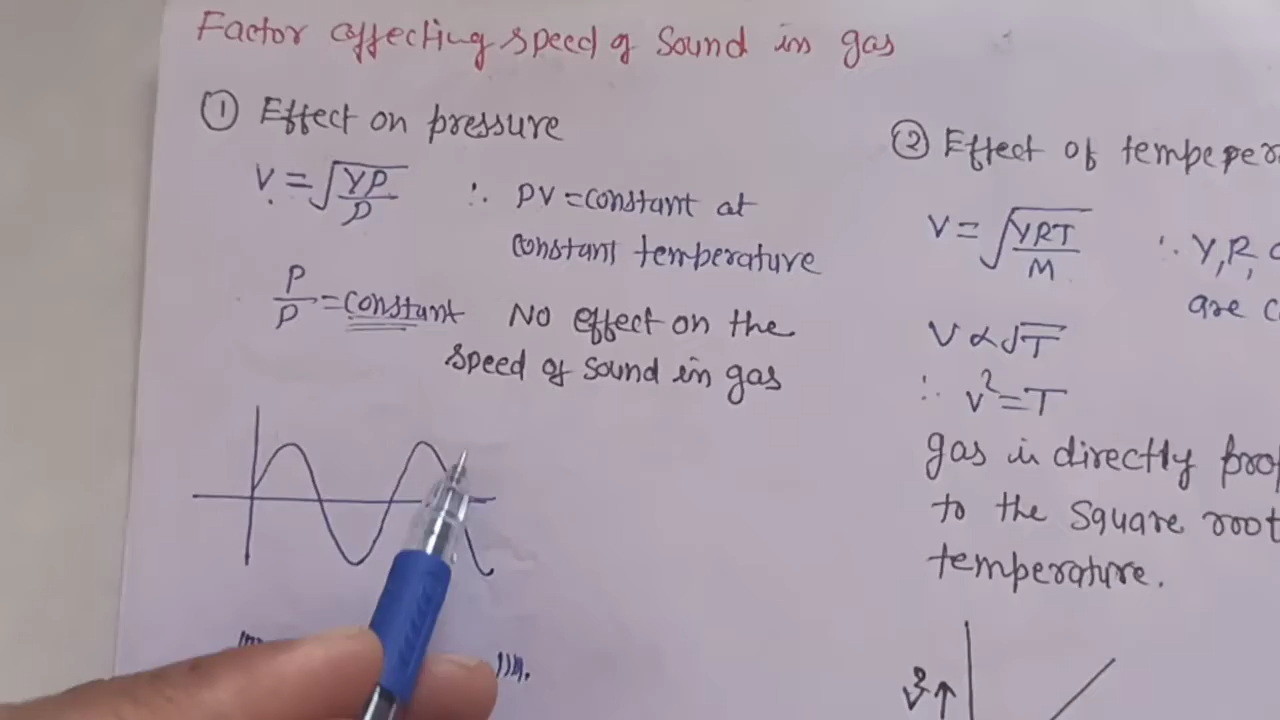 Factor affecting speed of Sound in gas
① Effect on pressure
V = √γP/ρ ∴ PV = constant at
constant temperature
P/ρ = constant No effect on the
speed of sound in gas
② Effect of tempeper
V = √γRT/M ∵ γ, R,
are
V ∝ √T
∴ V² = T
gas is directly
to the square root
temperature.
V ↑